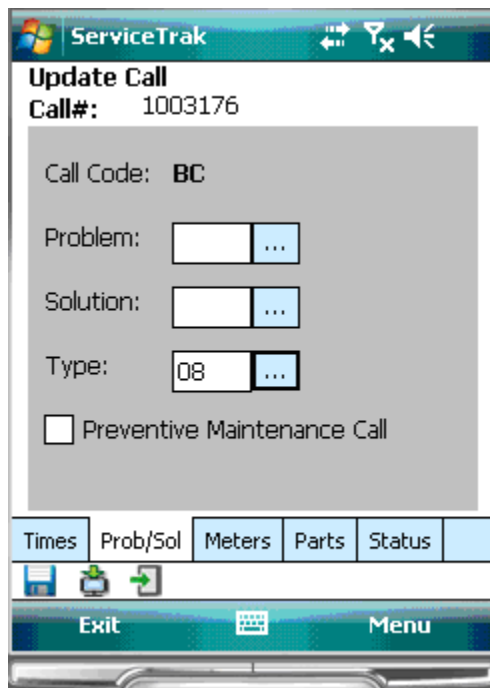 ServiceTrak
Update Call
Call#: 1003176
Call Code: BC
Problem: ...
Solution: ...
Type: 08 ...
Preventive Maintenance Call
Times Prob/Sol Meters Parts Status
Exit Menu